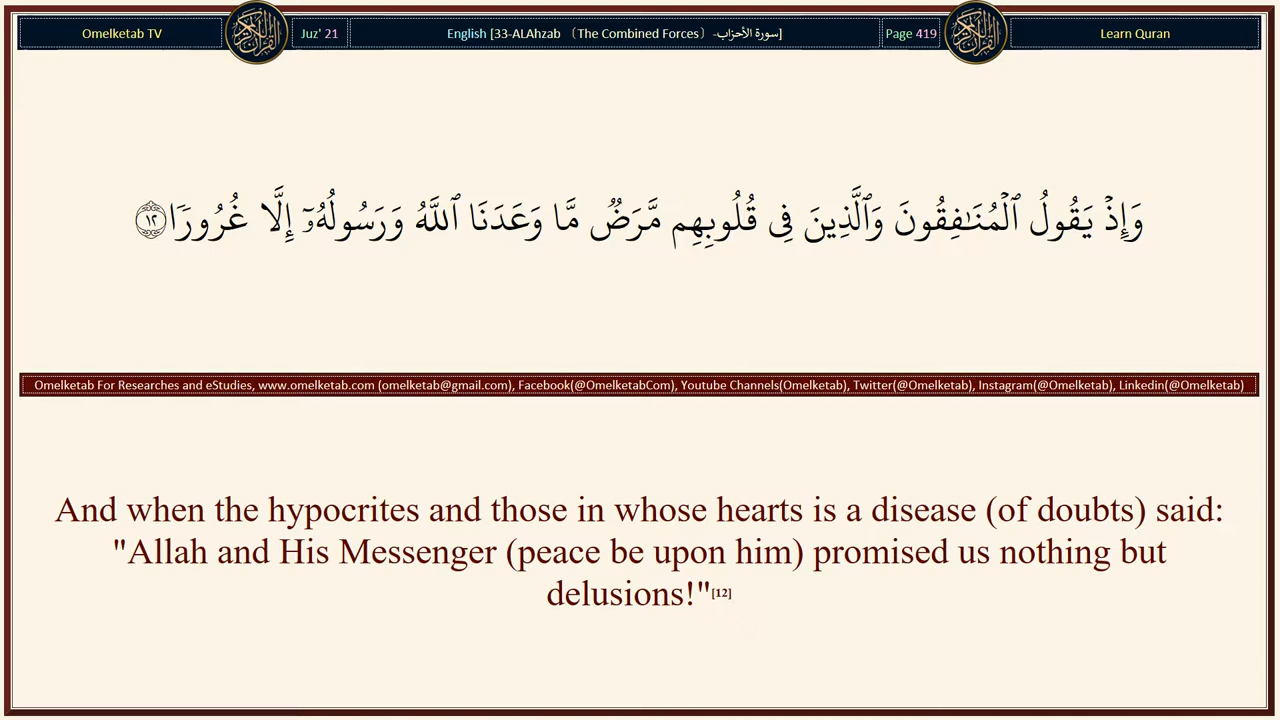 Omelketab TV
Juz' 21
English [33-ALAhzab (The Combined Forces) -سورة الأحزاب]
Page 419
Learn Quran
وَإِذۡ يَقُولُ ٱلۡمُنَٰفِقُونَ وَٱلَّذِينَ فِي قُلُوبِهِم مَّرَضٞ مَّا وَعَدَنَا ٱللَّهُ وَرَسُولُهُۥٓ إِلَّا غُرُورٗا ١٢
Omelketab For Researches and eStudies, www.omelketab.com (omelketab@gmail.com), Facebook(@OmelketabCom), Youtube Channels(Omelketab), Twitter(@Omelketab), Instagram(@Omelketab), Linkedin(@Omelketab)
And when the hypocrites and those in whose hearts is a disease (of doubts) said:
"Allah and His Messenger (peace be upon him) promised us nothing but
delusions!"[12]